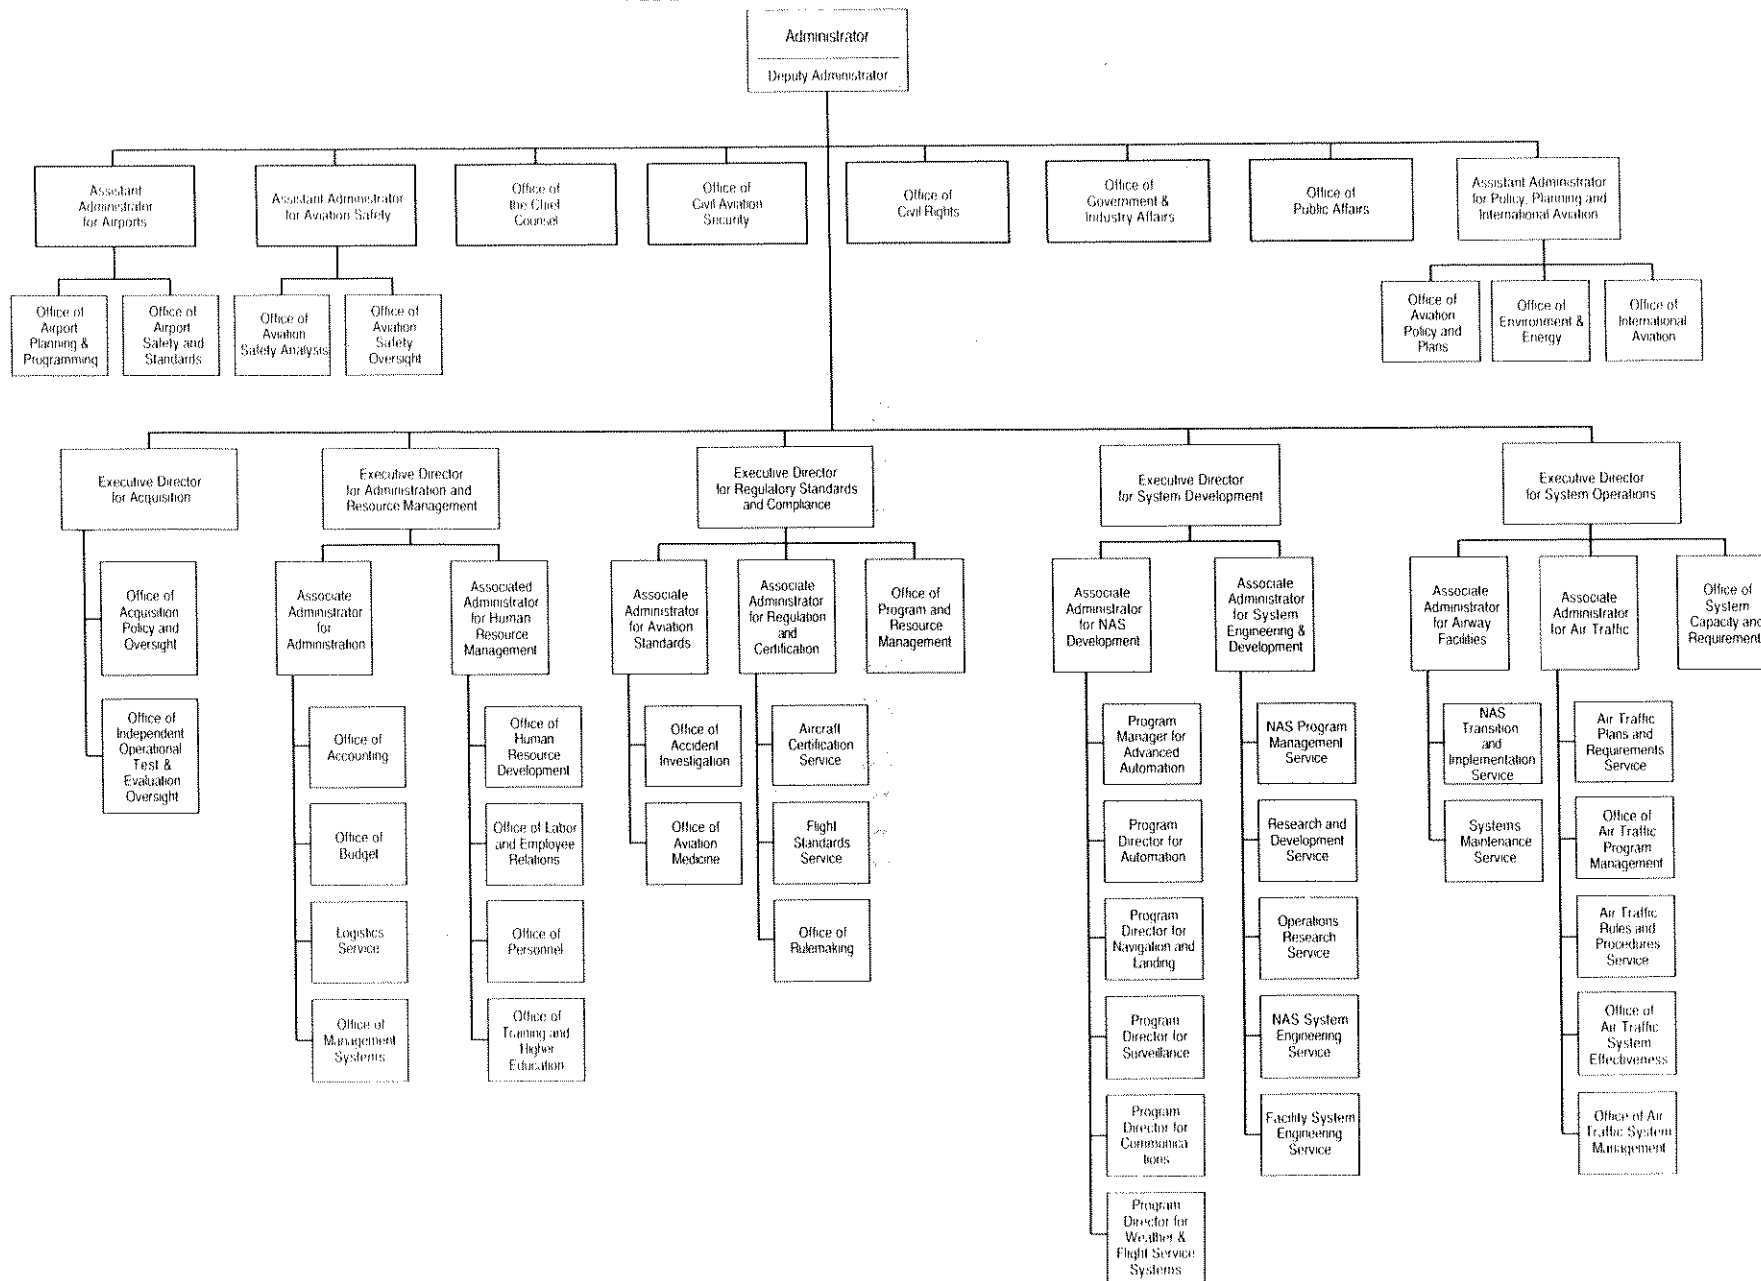 Administrator
Deputy Administrator
Assistant
Administrator
for Airports
Assistant Administrator
for Aviation Safety
Office of
the Chief
Counsel
Office of
Civil Aviation
Security
Office of
Civil Rights
Office of
Government &
Industry Affairs
Office of
Public Affairs
Assistant Administrator
for Policy, Planning and
International Aviation
Office of
Airport
Planning &
Programming
Office of
Airport
Safety and
Standards
Office of
Aviation
Safety Analysis
Office of
Aviation
Safety
Oversight
Office of
Aviation
Policy and
Plans
Office of
Environment &
Energy
Office of
International
Aviation
Executive Director
for Acquisition
Executive Director
for Administration and
Resource Management
Executive Director
for Regulatory Standards
and Compliance
Executive Director
for System Development
Executive Director
for System Operations
Office of
Acquisition
Policy and
Oversight
Office of
Independent
Operational
Test &
Evaluation
Oversight
Associate
Administrator
for
Administration
Office of
Accounting
Office of
Budget
Logistics
Service
Office of
Management
Systems
Associated
Administrator
for Human
Resource
Management
Office of
Human
Resource
Development
Office of Labor
and Employee
Relations
Office of
Personnel
Office of
Training and
Higher
Education
Associate
Administrator
for Aviation
Standards
Office of
Accident
Investigation
Office of
Aviation
Medicine
Associate
Administrator
for Regulation
and
Certification
Aircraft
Certification
Service
Flight
Standards
Service
Office of
Rulemaking
Office of
Program and
Resource
Management
Associate
Administrator
for NAS
Development
Program
Manager for
Advanced
Automation
Program
Director for
Automation
Program
Director for
Navigation and
Landing
Program
Director for
Surveillance
Program
Director for
Communica
tions
Program
Director for
Weather &
Flight Service
Systems
Associate
Administrator
for System
Engineering &
Development
NAS Program
Management
Service
Research and
Development
Service
Operations
Research
Service
NAS System
Engineering
Service
Facility System
Engineering
Service
Associate
Administrator
for Airway
Facilities
NAS
Transition
and
Implementation
Service
Systems
Maintenance
Service
Associate
Administrator
for Air Traffic
Air Traffic
Plans and
Requirements
Service
Office of
Air Traffic
Program
Management
Air Traffic
Rules and
Procedures
Service
Office of
Air Traffic
System
Effectiveness
Office of Air
Traffic System
Management
Office of
System
Capacity and
Requirement